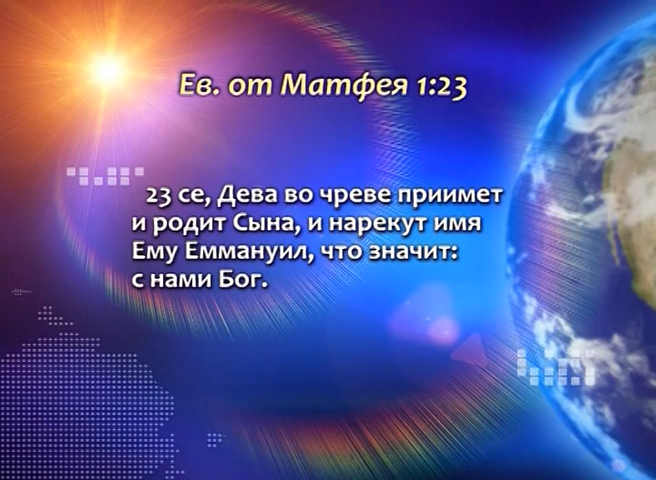 Ев. от Матфея 1:23
23 се, Дева во чреве приимет
и родит Сына, и нарекут имя
Ему Еммануил, что значит:
с нами Бог.